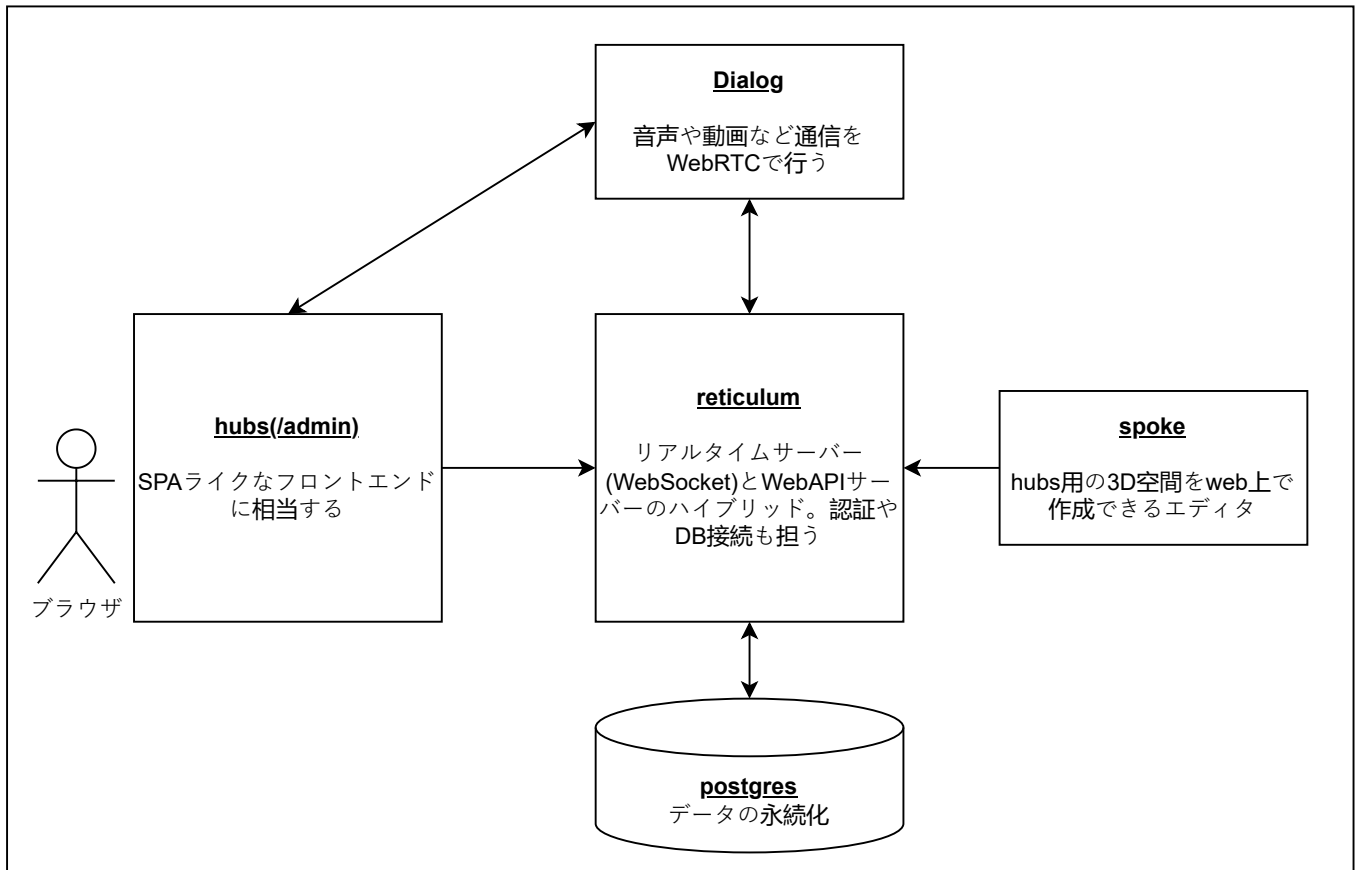 Dialog
音声や動画など通信を
WebRTCで行う
hubs(/admin)
SPAライクなフロントエンド
に相当する
ブラウザ
reticulum
リアルタイムサーバー
(WebSocket)とWebAPIサー
バーのハイブリッド。認証や
DB接続も担う
spoke
hubs用の3D空間をweb上で
作成できるエディタ
postgres
データの永続化